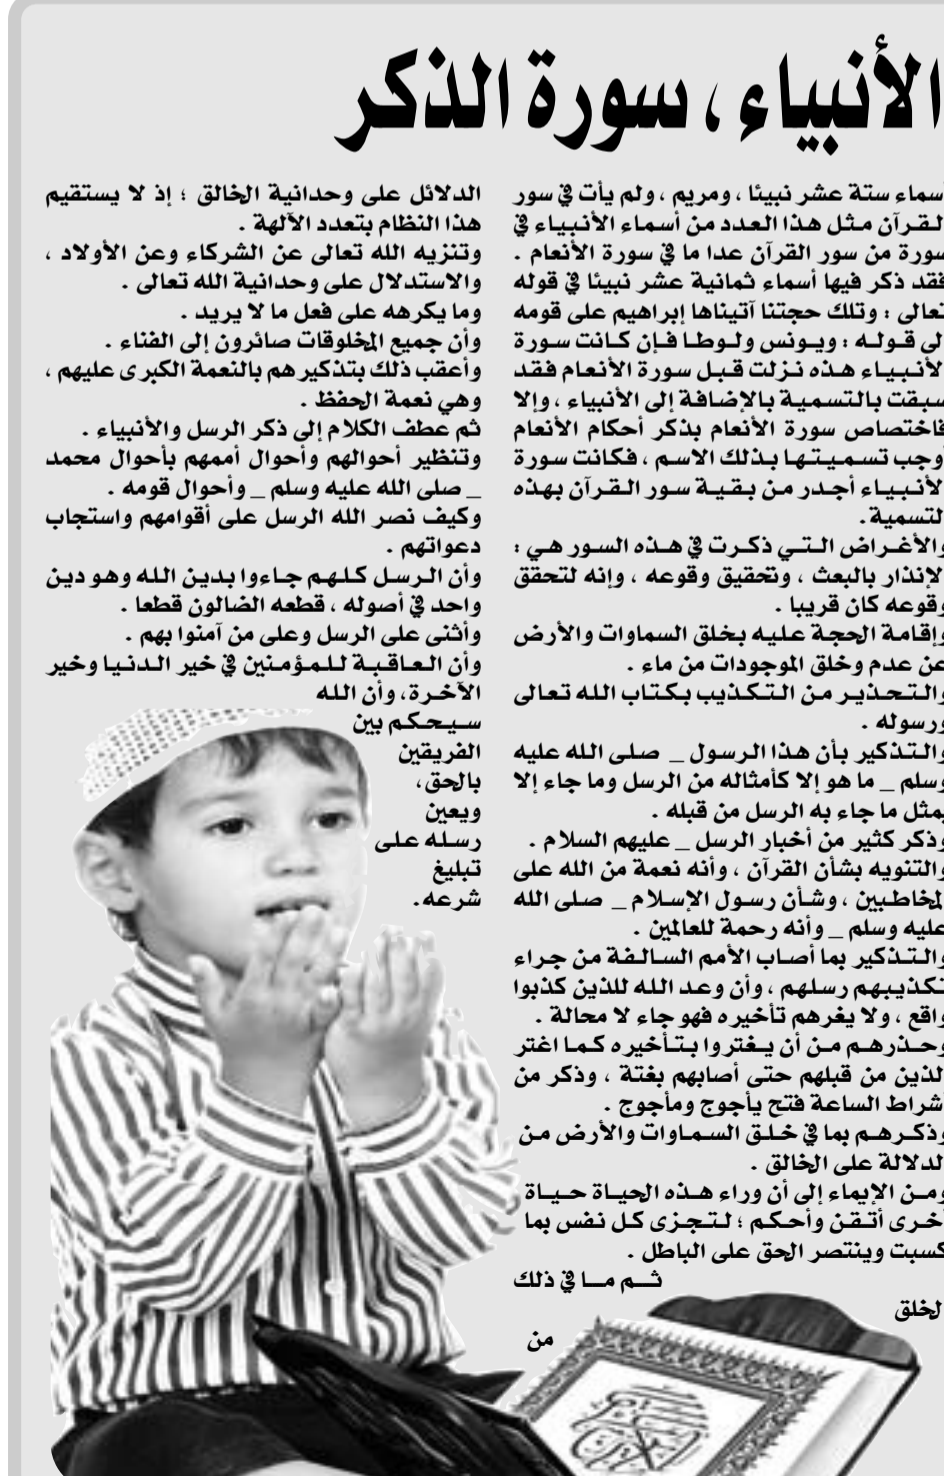 الأنبياء ، سورة الذكر
أسماء ستة عشر نبيئا ، ومريم ، ولم يأت في سور
القرآن مثل هذا العدد من أسماء الأنبياء في
سورة من سور القرآن عدا ما في سورة الأنعام .
فقد ذكر فيها أسماء ثمانية عشر نبيئا في قوله
تعالى : وتلك حجتنا آتيناها إبراهيم على قومه
إلى قوله : ويونس ولوطا فإن كانت سورة
الأنبياء هذه نزلت قبل سورة الأنعام فقد
سبقت بالتسمية بالإضافة إلى الأنبياء ، وإلا
فاختصاص سورة الأنعام بذكر أحكام الأنعام
أوجب تسميتها بذلك الاسم ، فكانت سورة
الأنبياء أجدر من بقية سور القرآن بهذه
التسمية .
والأغراض التي ذكرت في هذه السور هي :
الإنذار بالبعث ، وتحقيق وقوعه ، وإنه لتحقق
وقوعه كان قريبا .
وإقامة الحجة عليه بخلق السماوات والأرض
عن عدم وخلق الموجودات من ماء .
والتحذير من التكذيب بكتاب الله تعالى
ورسوله .
والتذكير بأن هذا الرسول _ صلى الله عليه
وسلم _ ما هو إلا كأمثاله من الرسل وما جاء إلا
بمثل ما جاء به الرسل من قبله .
وذكر كثير من أخبار الرسل _ عليهم السلام .
والتنويه بشأن القرآن ، وأنه نعمة من الله على
المخاطبين ، وشأن رسول الإسلام _ صلى الله
عليه وسلم _ وأنه رحمة للعالمين .
والتذكير بما أصاب الأمم السالفة من جراء
تكذيبهم رسلهم ، وأن وعد الله للذين كذبوا
واقع ، ولا يغرهم تأخيره فهو جاء لا محالة .
وحذرهم من أن يغتروا بتأخيره كما اغتر
الذين من قبلهم حتى أصابهم بغتة ، وذكر من
أشراط الساعة فتح يأجوج ومأجوج .
وذكرهم بما في خلق السماوات والأرض من
الدلالة على الخالق .
ومن الإيماء إلى أن وراء هذه الحياة حياة
أخرى أتقن وأحكم ؛ لتجزى كل نفس بما
كسبت وينتصر الحق على الباطل .
ثم ما في ذلك
الخلق
من
الدلائل على وحدانية الخالق ؛ إذ لا يستقيم
هذا النظام بتعدد الآلهة .
وتنزيه الله تعالى عن الشركاء وعن الأولاد ،
والاستدلال على وحدانية الله تعالى .
وما يكرهه على فعل ما لا يريد .
وأن جميع المخلوقات صائرون إلى الفناء .
وأعقب ذلك بتذكيرهم بالنعمة الكبرى عليهم ،
وهي نعمة الحفظ .
ثم عطف الكلام إلى ذكر الرسل والأنبياء .
وتنظير أحوالهم وأحوال أممهم بأحوال محمد
_ صلى الله عليه وسلم _ وأحوال قومه .
وكيف نصر الله الرسل على أقوامهم واستجاب
دعواتهم .
وأن الرسل كلهم جاءوا بدين الله وهو دين
واحد في أصوله ، قطعه الضالون قطعا .
وأثنى على الرسل وعلى من آمنوا بهم .
وأن العاقبة للمؤمنين في خير الدنيا وخير
الآخرة، وأن الله
سيحكم بين
الفريقين
بالحق،
ويعين
رسله على
تبليغ
شرعه.